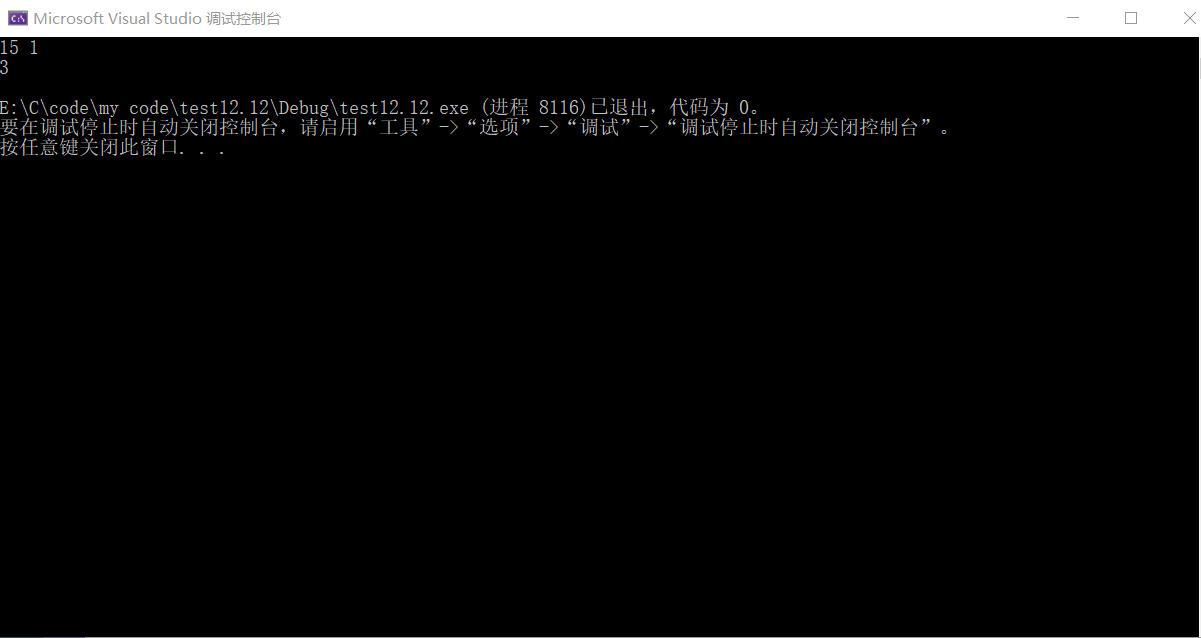 Microsoft Visual Studio 调试控制台
15 1
3
E:\C\code\my code\test12.12\Debug\test12.12.exe (进程 8116)已退出，代码为 0。
要在调试停止时自动关闭控制台，请启用“工具”->“选项”->“调试”->“调试停止时自动关闭控制台”。
按任意键关闭此窗口. . .